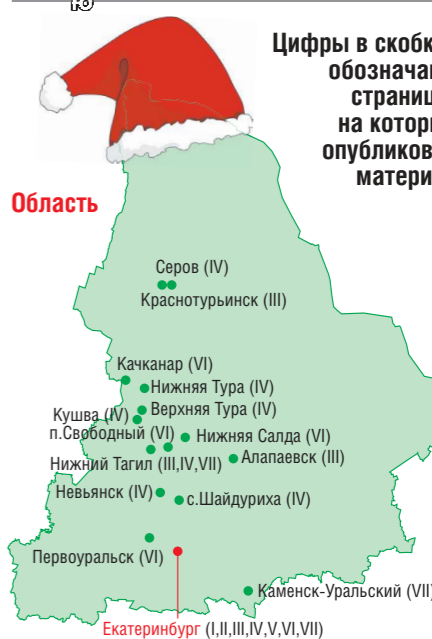 Цифры в скобк
обозначаю
страниц
на котор
опубликов
матери
Область
Серов (IV)
Краснотурьинск (III)
Качканар (VI)
Нижняя Тура (IV)
Верхняя Тура (IV)
Кушва (IV)
п.Свободный (VI)
Нижняя Салда (VI)
Нижний Тагил (III,IV,VII)
Алапаевск (III)
Невьянск (IV)
с.Шайдуриха (IV)
Первоуральск (VI)
Каменск-Уральский (VII)
Екатеринбург (I,II,III,IV,V,VI,VII)